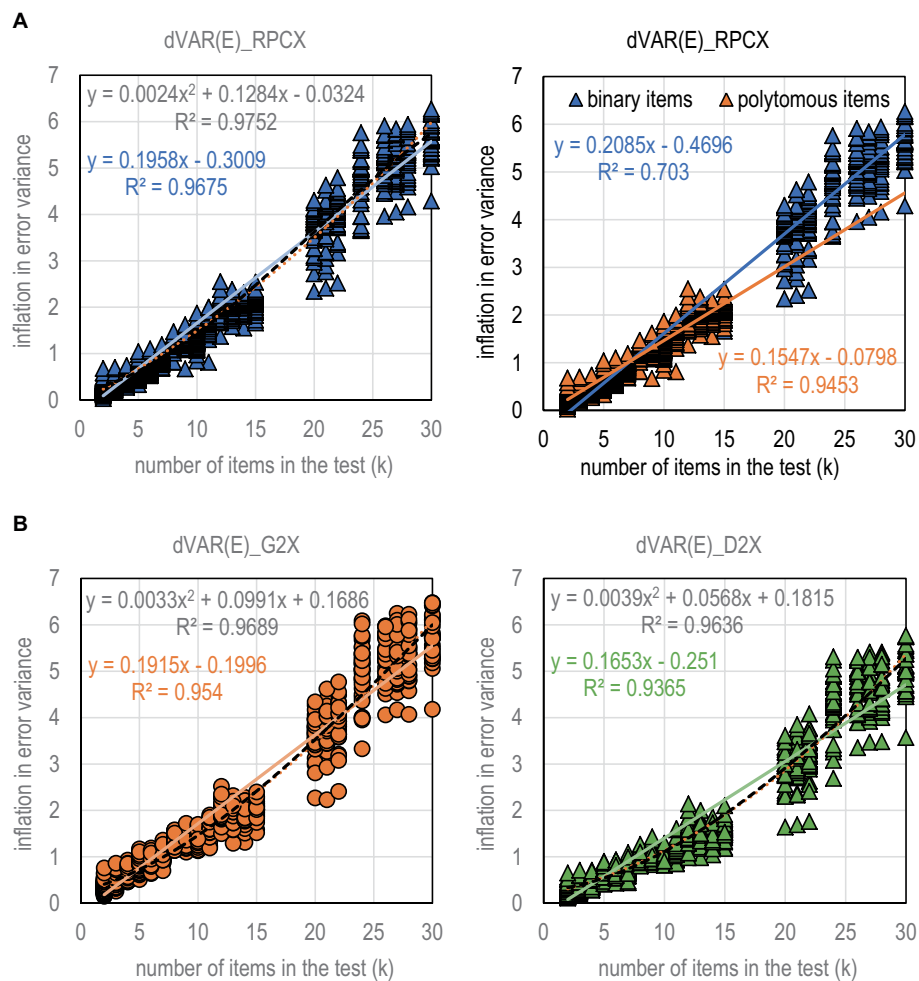 A
dVAR(E)_RPCX
7
6
5
4
3
2
1
0
inflation in error variance
y = 0.0024x² + 0.1284x - 0.0324
R² = 0.9752
y = 0.1958x - 0.3009
R² = 0.9675
0 5 10 15 20 25 30
number of items in the test (k)
dVAR(E)_RPCX
7
6
5
4
3
2
1
0
inflation in error variance
binary items polytomous items
y = 0.2085x - 0.4696
R² = 0.703
y = 0.1547x - 0.0798
R² = 0.9453
0 5 10 15 20 25 30
number of items in the test (k)
B
dVAR(E)_G2X
7
6
5
4
3
2
1
0
inflation in error variance
y = 0.0033x² + 0.0991x + 0.1686
R² = 0.9689
y = 0.1915x - 0.1996
R² = 0.954
0 5 10 15 20 25 30
number of items in the test (k)
dVAR(E)_D2X
7
6
5
4
3
2
1
0
inflation in error variance
y = 0.0039x² + 0.0568x + 0.1815
R² = 0.9636
y = 0.1653x - 0.251
R² = 0.9365
0 5 10 15 20 25 30
number of items in the test (k)